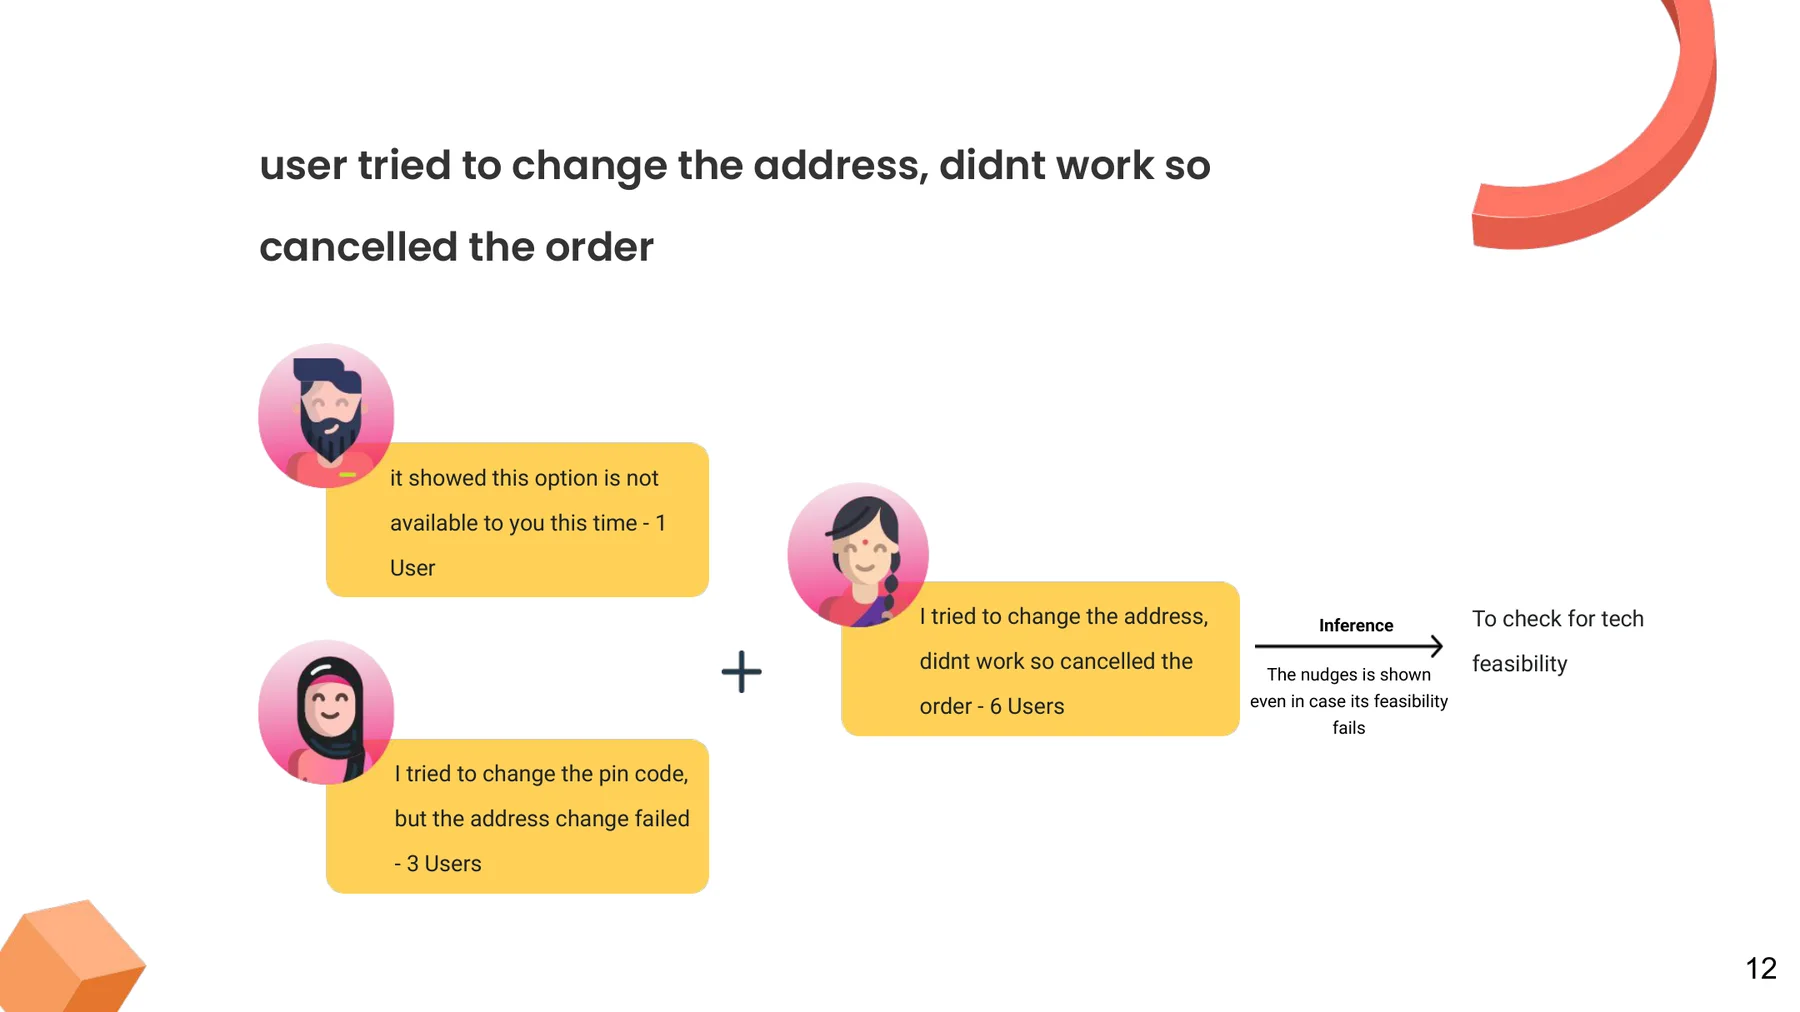 user tried to change the address, didnt work so
cancelled the order
it showed this option is not
available to you this time - 1
User
I tried to change the pin code,
but the address change failed
- 3 Users
I tried to change the address,
didnt work so cancelled the
order - 6 Users
Inference
The nudges is shown
even in case its feasibility
fails
To check for tech
feasibility
12